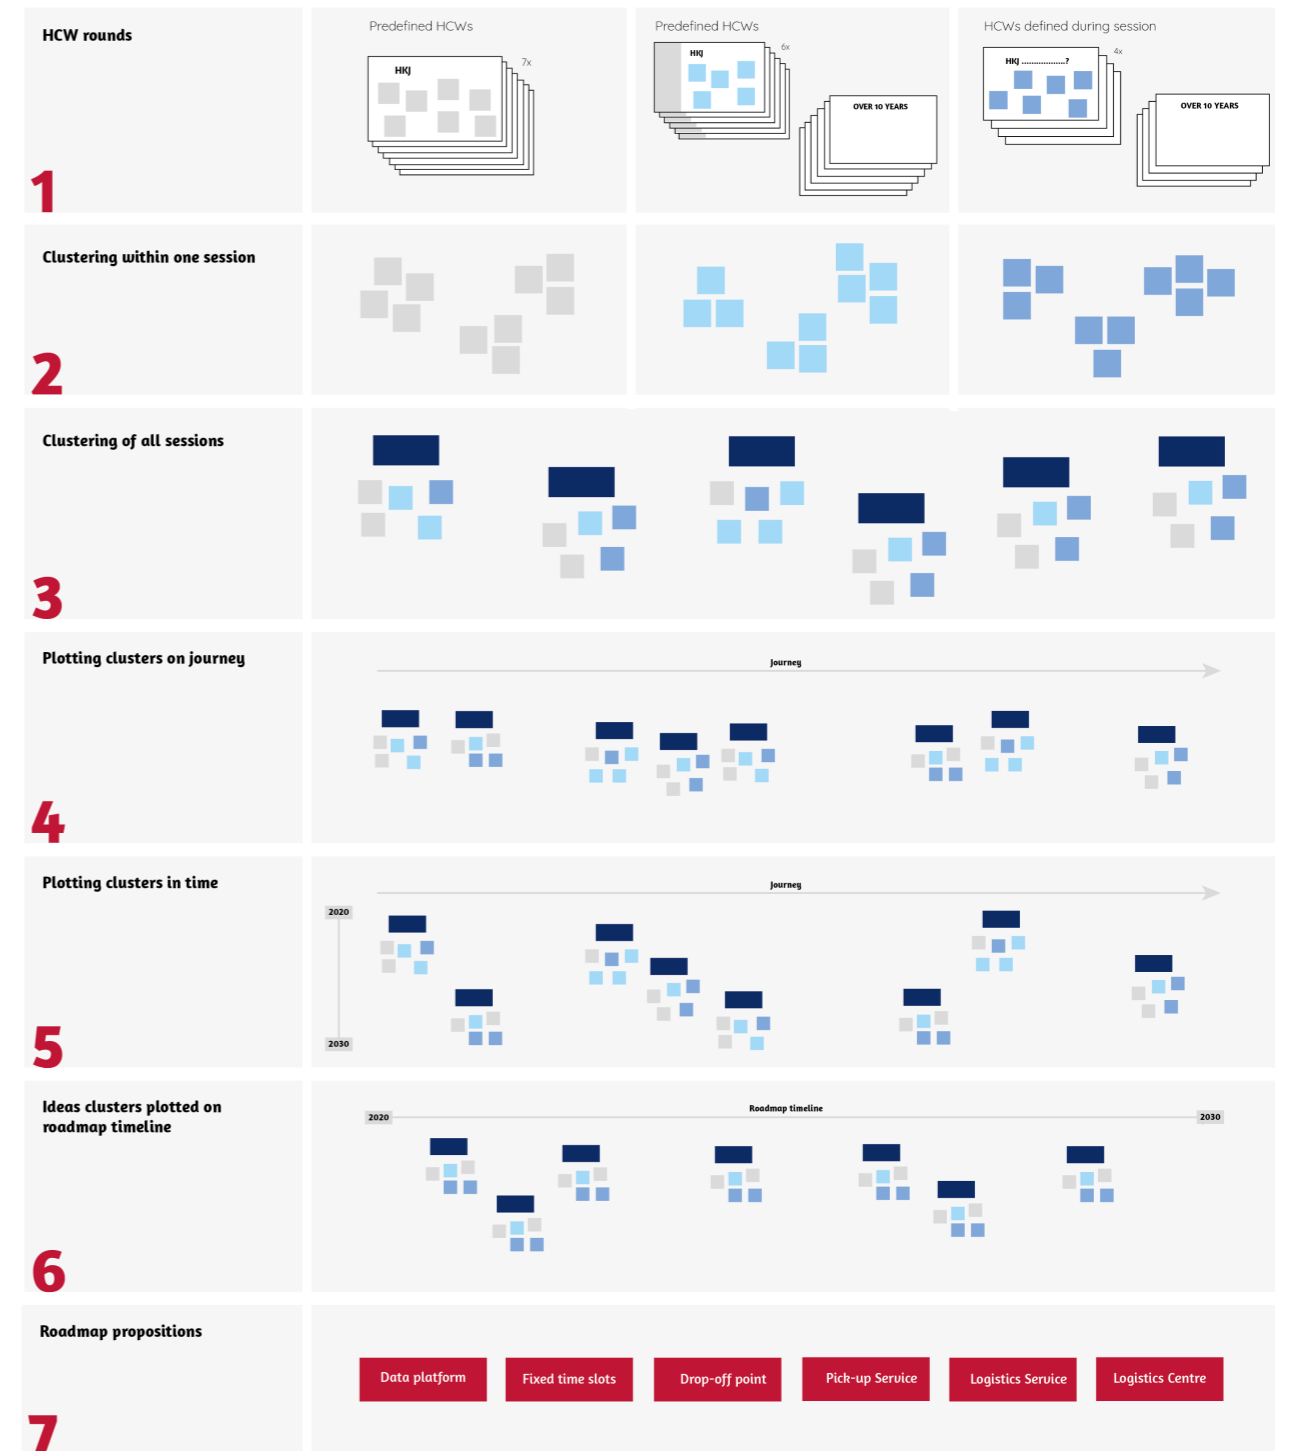 HCW rounds
1
Predefined HCWs
7x
HKJ
Predefined HCWs
6x
HKJ
OVER 10 YEARS
HCWs defined during session
4x
HKJ ..................?
OVER 10 YEARS
Clustering within one session
2
Clustering of all sessions
3
Plotting clusters on journey
4
Journey
Plotting clusters in time
5
Journey
2020
2030
Ideas clusters plotted on
roadmap timeline
6
Roadmap timeline
2020
2030
Roadmap propositions
7
Data platform
Fixed time slots
Drop-off point
Pick-up Service
Logistics Service
Logistics Centre